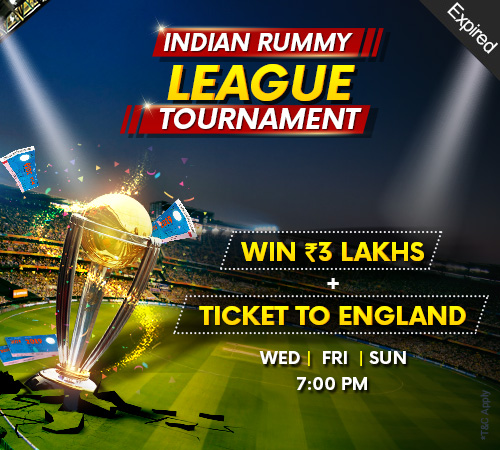 Expired
INDIAN RUMMY
LEAGUE
TOURNAMENT
WIN ₹3 LAKHS
+
TICKET TO ENGLAND
WED | FRI | SUN
7:00 PM
*T&C Apply